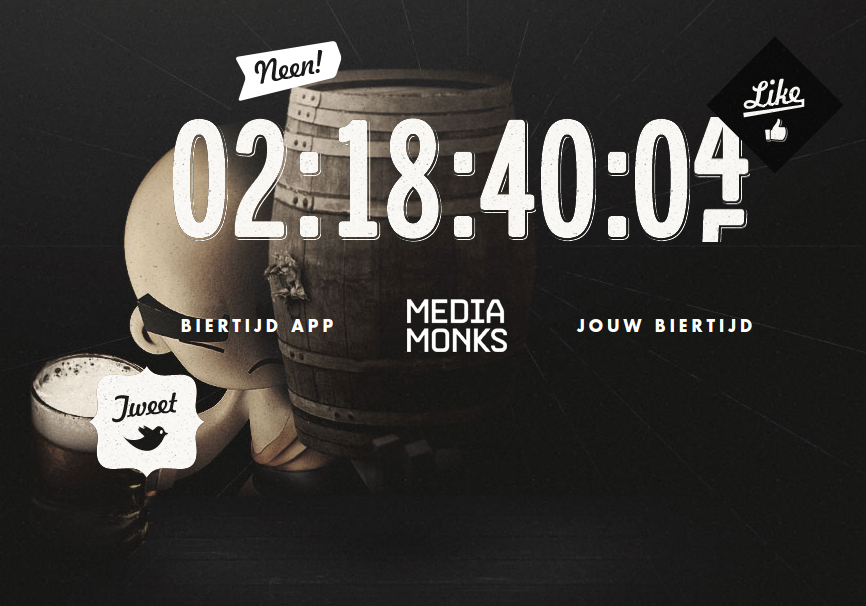 Neen!
Like
02:18:40:04
BIERTIJD APP
MEDIA
MONKS
JOUW BIERTIJD
Tweet